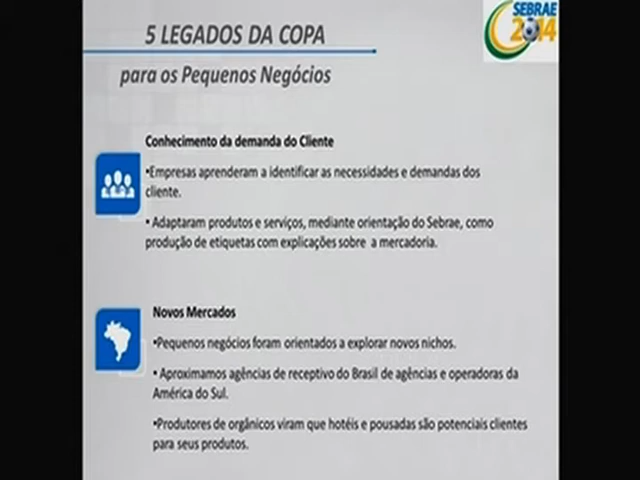 5 LEGADOS DA COPA
SEBRAE
2014
para os Pequenos Negócios
Conhecimento da demanda do Cliente
•Empresas aprenderam a identificar as necessidades e demandas dos
cliente.
• Adaptaram produtos e serviços, mediante orientação do Sebrae, como
produção de etiquetas com explicações sobre a mercadoria.
Novos Mercados
•Pequenos negócios foram orientados a explorar novos nichos.
• Aproximamos agências de receptivo do Brasil de agências e operadoras da
América do Sul.
•Produtores de orgânicos viram que hotéis e pousadas são potenciais clientes
para seus produtos.